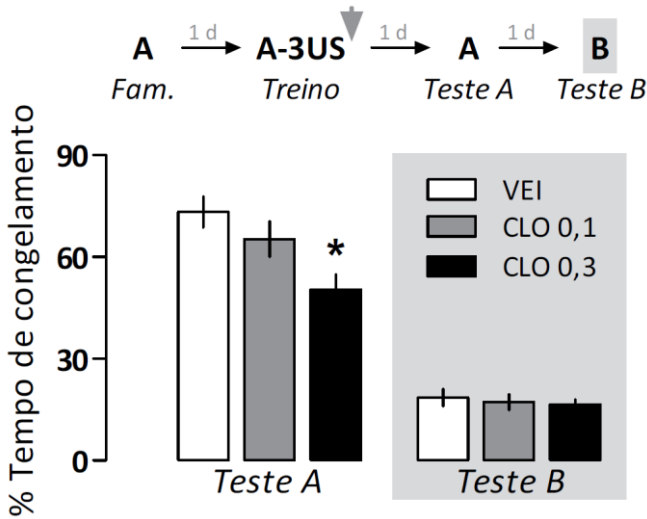 1 d 1 d 1 d
A A-3US A B
Fam. Treino Teste A Teste B
% Tempo de congelamento
90
60
30
0
*
VEI
CLO 0,1
CLO 0,3
Teste A Teste B